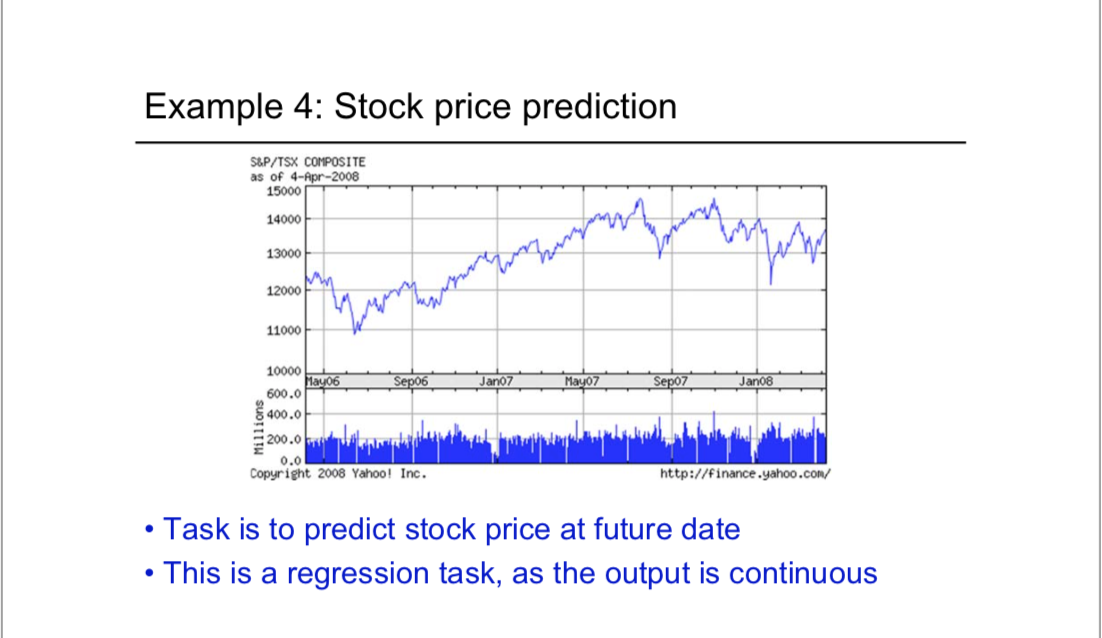 Example 4: Stock price prediction
S&P/TSX COMPOSITE
as of 4-Apr-2008
15000
14000
13000
12000
11000
10000
May06 Sep06 Jan07 May07 Sep07 Jan08
600.0
400.0
200.0
0.0
Millions
Copyright 2008 Yahoo! Inc. http://finance.yahoo.com/
• Task is to predict stock price at future date
• This is a regression task, as the output is continuous